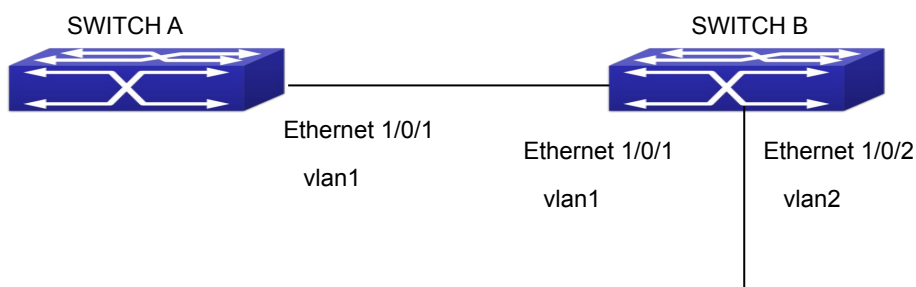 SWITCH A
SWITCH B
Ethernet 1/0/1
vlan1
Ethernet 1/0/1
vlan1
Ethernet 1/0/2
vlan2